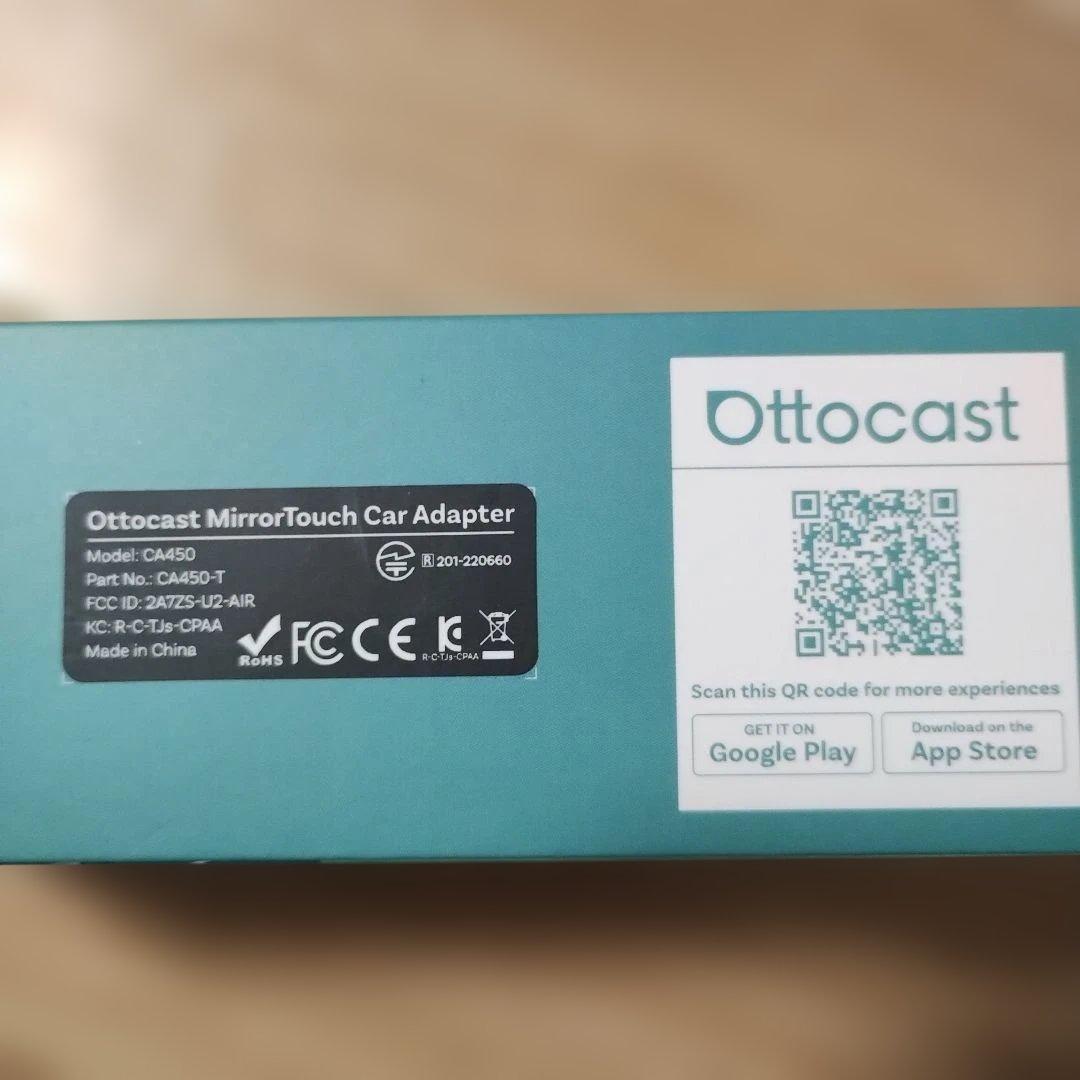 Ottocast MirrorTouch Car Adapter
Model: CA450
Part No.: CA450-T
FCC ID: 2A7ZS-U2-AIR
KC: R-C-TJs-CPAA
Made in China
R 201-220660
RoHS FC CE KC
R-C-TJs-CPAA
Ottocast
Scan this QR code for more experiences
GET IT ON
Google Play
Download on the
App Store